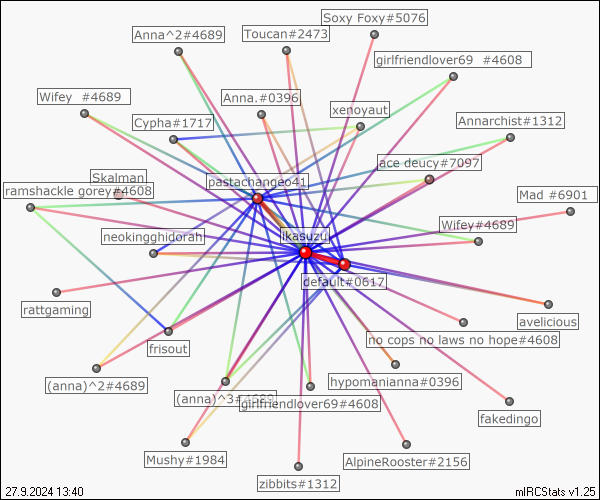 Soxy Foxy#5076
Anna^2#4689
Toucan#2473
girlfriendlover69  #4608
Wifey  #4689
Anna.#0396
xenoyaut
Cypha#1717
Annarchist#1312
ace deucy#7097
Skalman
pastachangeo41
ramshackle gorey#4608
Mad #6901
Wifey#4689
neokingghidorah
ikasuzu
default#0617
rattgaming
avelicious
no cops no laws no hope#4608
frisout
hypomanianna#0396
(anna)^2#4689
(anna)^3#4689
girlfriendlover69#4608
fakedingo
Mushy#1984
AlpineRooster#2156
zibbits#1312
27.9.2024 13:40
mIRCStats v1.25